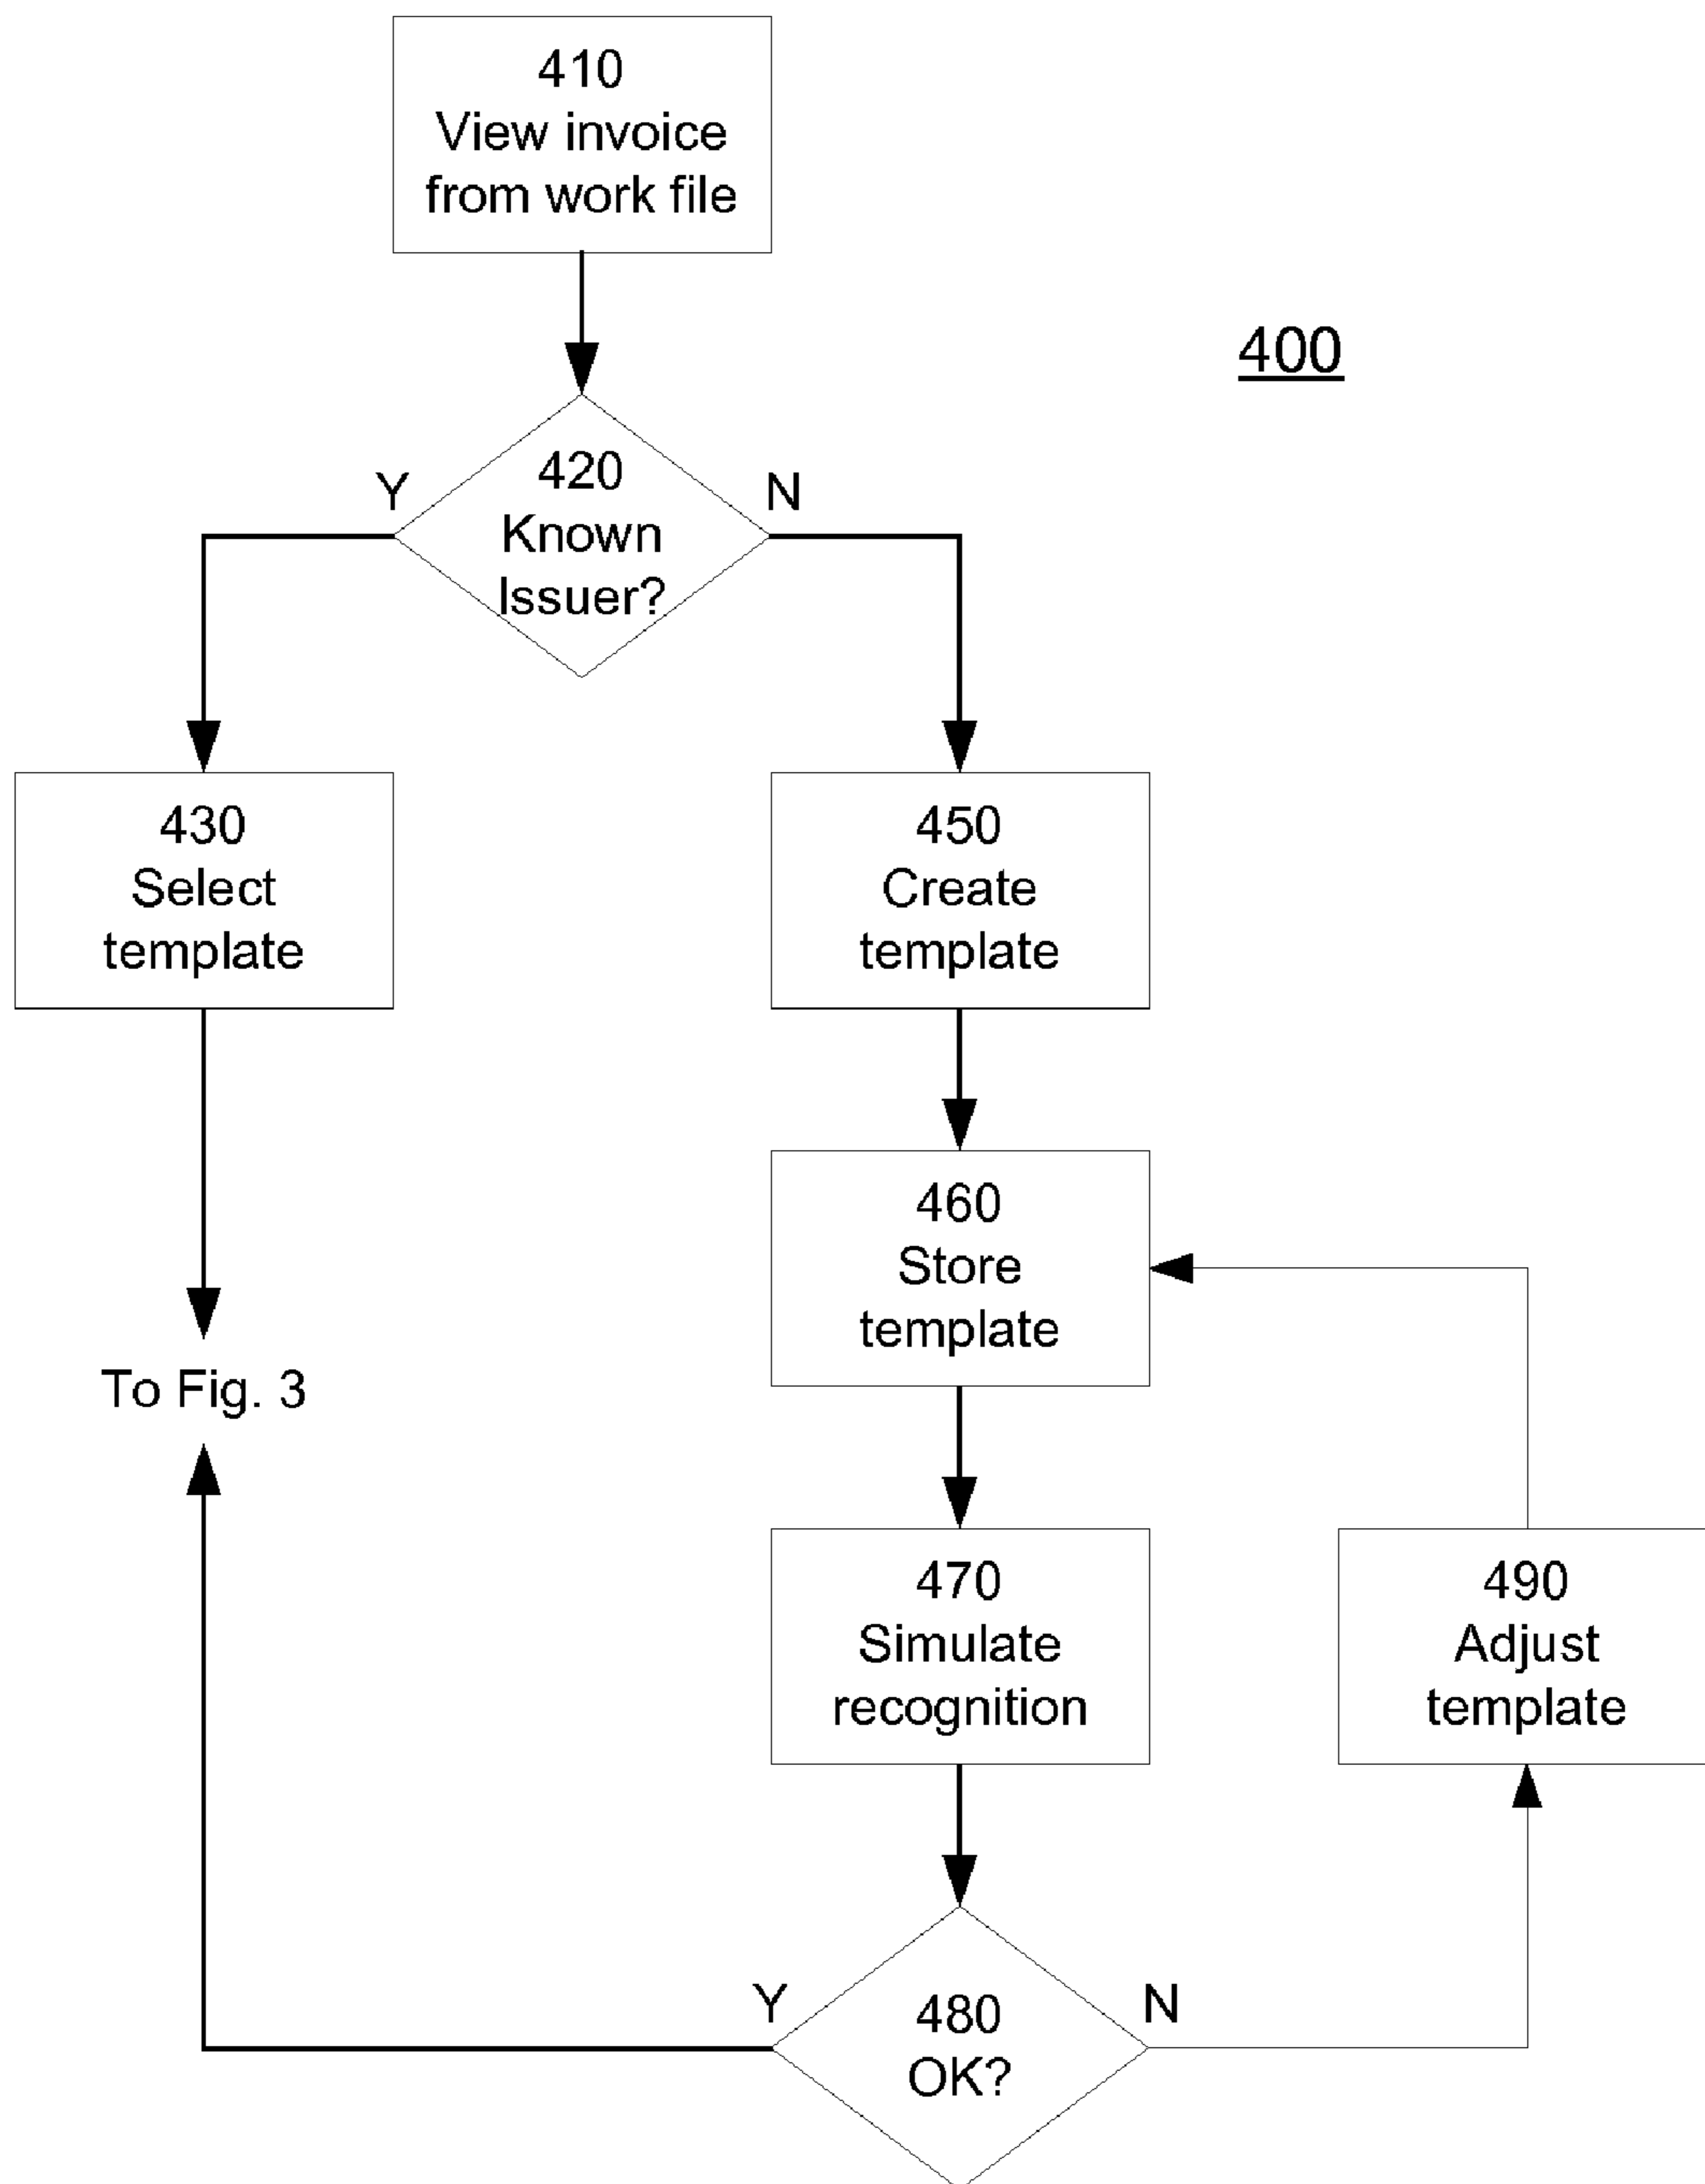 410
View invoice
from work file
400
420
Known
Issuer?
Y
N
430
Select
template
450
Create
template
460
Store
template
To Fig. 3
470
Simulate
recognition
490
Adjust
template
480
OK?
Y
N